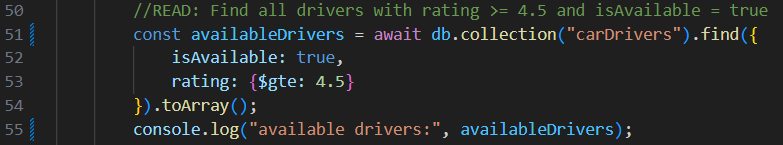 50 //READ: Find all drivers with rating >= 4.5 and isAvailable = true
51 const availableDrivers = await db.collection("carDrivers").find({
52 isAvailable: true,
53 rating: {$gte: 4.5}
54 }).toArray();
55 console.log("available drivers:", availableDrivers);